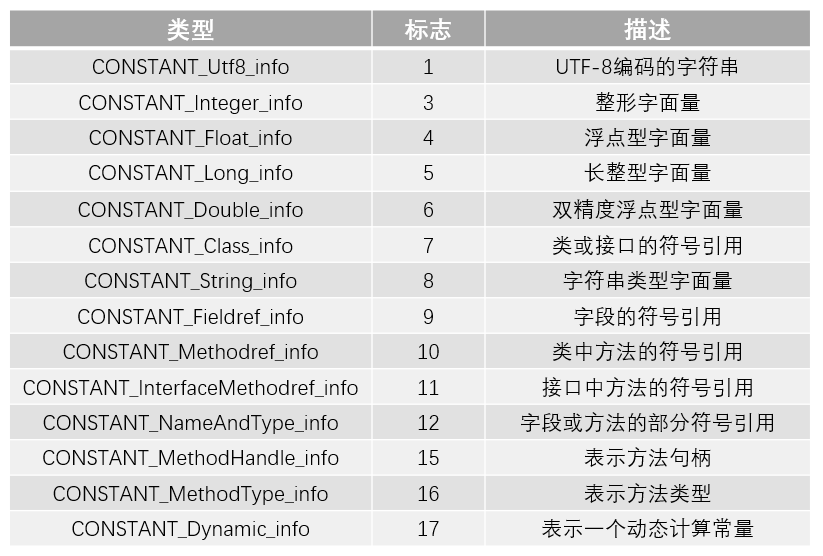 类型 标志 描述
CONSTANT_Utf8_info 1 UTF-8编码的字符串
CONSTANT_Integer_info 3 整形字面量
CONSTANT_Float_info 4 浮点型字面量
CONSTANT_Long_info 5 长整型字面量
CONSTANT_Double_info 6 双精度浮点型字面量
CONSTANT_Class_info 7 类或接口的符号引用
CONSTANT_String_info 8 字符串类型字面量
CONSTANT_Fieldref_info 9 字段的符号引用
CONSTANT_Methodref_info 10 类中方法的符号引用
CONSTANT_InterfaceMethodref_info 11 接口中方法的符号引用
CONSTANT_NameAndType_info 12 字段或方法的部分符号引用
CONSTANT_MethodHandle_info 15 表示方法句柄
CONSTANT_MethodType_info 16 表示方法类型
CONSTANT_Dynamic_info 17 表示一个动态计算常量